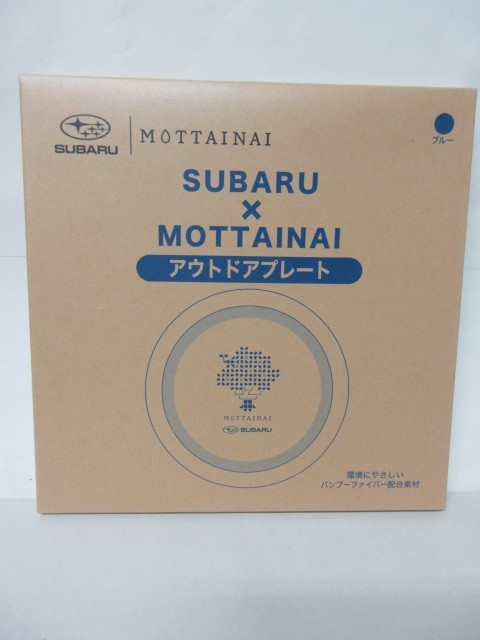 SUBARU
MOTTAINAI
ブルー
SUBARU
×
MOTTAINAI
アウトドアプレート
MOTTAINAI
SUBARU
環境にやさしい
バンブーファイバー配合素材